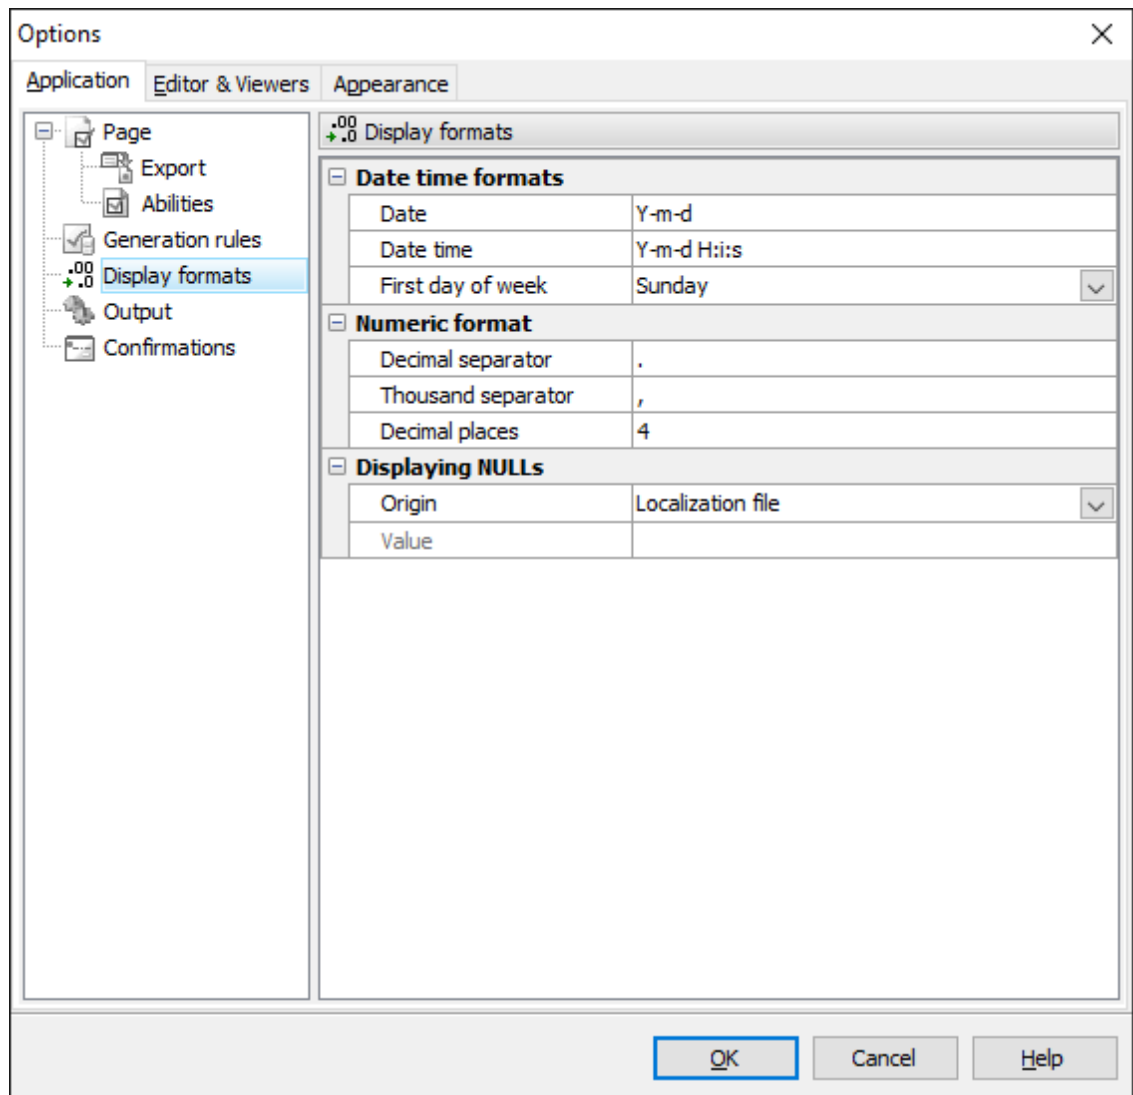 Options
Application Editor & Viewers Appearance
Page
Export
Abilities
Generation rules
Display formats
Output
Confirmations
.00 .0 Display formats
Date time formats
Date Y-m-d
Date time Y-m-d H:i:s
First day of week Sunday
Numeric format
Decimal separator .
Thousand separator ,
Decimal places 4
Displaying NULLs
Origin Localization file
Value
OK Cancel Help